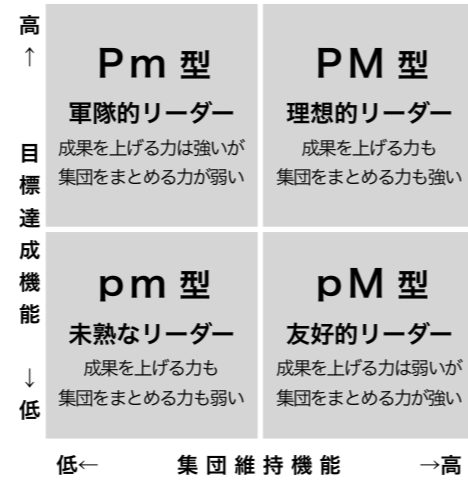 高
↑
目標達成機能
↓
低
Pm 型
軍隊的リーダー
成果を上げる力は強いが
集団をまとめる力が弱い
PM 型
理想的リーダー
成果を上げる力も
集団をまとめる力も強い
pm 型
未熟なリーダー
成果を上げる力も
集団をまとめる力も弱い
pM 型
友好的リーダー
成果を上げる力は弱いが
集団をまとめる力が強い
低← 集団維持機能 →高